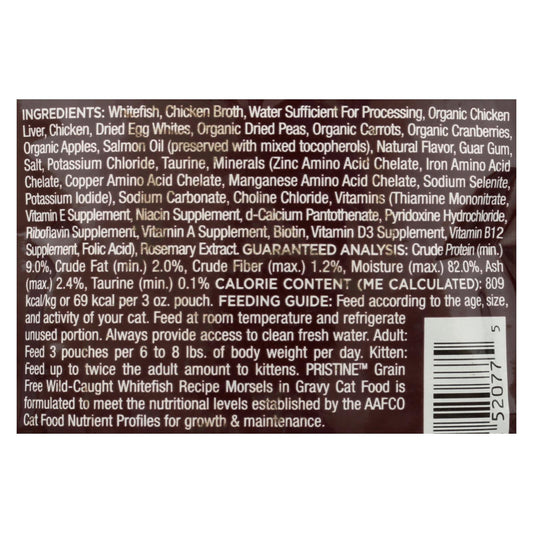 INGREDIENTS: Whitefish, Chicken Broth, Water Sufficient For Processing, Organic Chicken
Liver, Chicken, Dried Egg Whites, Organic Dried Peas, Organic Carrots, Organic Cranberries,
Organic Apples, Salmon Oil (preserved with mixed tocopherols), Natural Flavor, Guar Gum,
Salt, Potassium Chloride, Taurine, Minerals (Zinc Amino Acid Chelate, Iron Amino Acid
Chelate, Copper Amino Acid Chelate, Manganese Amino Acid Chelate, Sodium Selenite,
Potassium Iodide), Sodium Carbonate, Choline Chloride, Vitamins (Thiamine Mononitrate,
Vitamin E Supplement, Niacin Supplement, d-Calcium Pantothenate, Pyridoxine Hydrochloride,
Riboflavin Supplement, Vitamin A Supplement, Biotin, Vitamin D3 Supplement, Vitamin B12
Supplement, Folic Acid), Rosemary Extract. GUARANTEED ANALYSIS: Crude Protein (min.)
9.0%, Crude Fat (min.) 2.0%, Crude Fiber (max.) 1.2%, Moisture (max.) 82.0%, Ash
(max.) 2.4%, Taurine (min.) 0.1% CALORIE CONTENT (ME CALCULATED): 809
kcal/kg or 69 kcal per 3 oz. pouch. FEEDING GUIDE: Feed according to the age, size,
and activity of your cat. Feed at room temperature and refrigerate
unused portion. Always provide access to clean fresh water. Adult:
Feed 3 pouches per 6 to 8 lbs. of body weight per day. Kitten:
Feed up to twice the adult amount to kittens. PRISTINE™ Grain
Free Wild-Caught Whitefish Recipe Morsels in Gravy Cat Food is
formulated to meet the nutritional levels established by the AAFCO
Cat Food Nutrient Profiles for growth & maintenance.
52077 5